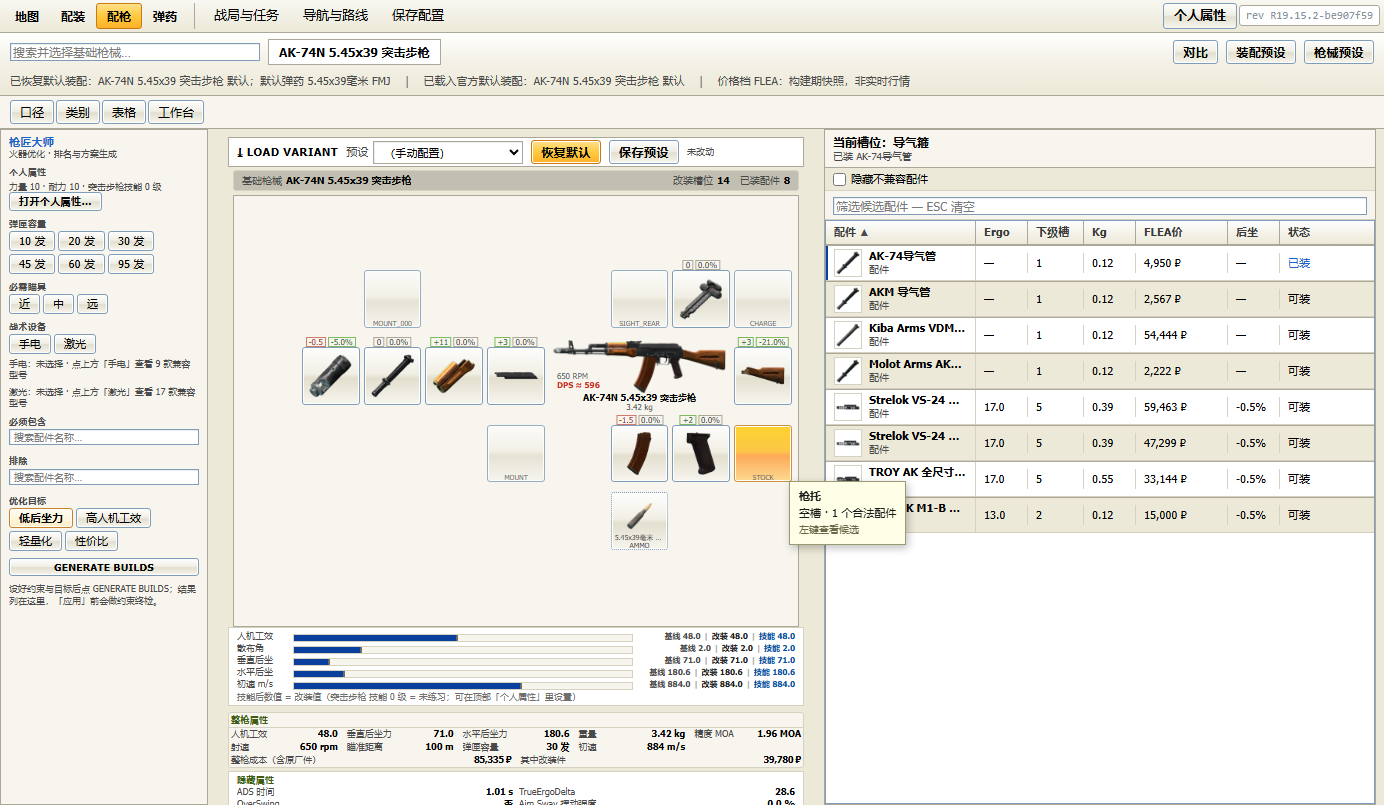 地图 配装 配枪 弹药 战局与任务 导航与路线 保存配置 个人属性 rev R19.15.2-be907f59
搜索并选择基础枪械... AK-74N 5.45x39 突击步枪 对比 装配预设 枪械预设
已恢复默认装配：AK-74N 5.45x39 突击步枪 默认；默认弹药 5.45x39毫米 FMJ | 已载入官方默认装配：AK-74N 5.45x39 突击步枪 默认 | 价格档 FLEA：构建期快照，非实时行情
口径 类别 表格 工作台
枪匠大师
火器优化 · 排名与方案生成
个人属性
力量 10 · 耐力 10 · 突击步枪技能 0 级
打开个人属性...
弹匣容量
10 发 20 发 30 发
45 发 60 发 95 发
必需瞄具
近 中 远
战术设备
手电 激光
手电：未选择 · 点上方「手电」查看 9 款兼容
型号
激光：未选择 · 点上方「激光」查看 17 款兼容
型号
必须包含
搜索配件名称...
排除
搜索配件名称...
优化目标
低后坐力 高人机工效
轻量化 性价比
GENERATE BUILDS
设好约束与目标后点 GENERATE BUILDS；结果
列在这里，「应用」前会做约束终检。
⤓ LOAD VARIANT 预设 (手动配置) 恢复默认 保存预设 未改动
基础枪械 AK-74N 5.45x39 突击步枪 改装槽位 14 已装配件 8
0 0.0%
MOUNT_000 SIGHT_REAR CHARGE
-0.5 -5.0% 0 0.0% +11 0.0% +3 0.0% +3 -21.0%
650 RPM
DPS ≈ 596
AK-74N 5.45x39 突击步枪
3.42 kg
-1.5 0.0% +2 0.0%
MOUNT STOCK
5.45x39毫米 ...
AMMO
枪托
空槽 · 1 个合法配件
左键查看候选
人机工效 基线 48.0 | 改装 48.0 | 技能 48.0
散布角 基线 2.0 | 改装 2.0 | 技能 2.0
垂直后坐 基线 71.0 | 改装 71.0 | 技能 71.0
水平后坐 基线 180.6 | 改装 180.6 | 技能 180.6
初速 m/s 基线 884.0 | 改装 884.0 | 技能 884.0
技能后数值 = 改装值（突击步枪 技能 0 级 = 未练习；可在顶部「个人属性」里设置）
整枪属性
人机工效 48.0 垂直后坐力 71.0 水平后坐力 180.6 重量 3.42 kg 精度 MOA 1.96 MOA
射速 650 rpm 瞄准距离 100 m 弹匣容量 30 发 初速 884 m/s
整枪成本（含原厂件） 85,335 ₽ 其中改装件 39,780 ₽
隐藏属性
ADS 时间 1.01 s TrueErgoDelta 28.6
OverSwing 否 Aim Sway 摆动强度 0.0 %
当前槽位：导气箍
已装 AK-74导气管
隐藏不兼容配件
筛选候选配件 — ESC 清空
配件 ▲ Ergo 下级槽 Kg FLEA价 后坐 状态
AK-74导气管 — 1 0.12 4,950 ₽ — 已装
配件
AKM 导气管 — 1 0.12 2,567 ₽ — 可装
配件
Kiba Arms VDM... — 1 0.12 54,444 ₽ — 可装
配件
Molot Arms AK... — 1 0.12 2,222 ₽ — 可装
配件
Strelok VS-24 ... 17.0 5 0.39 59,463 ₽ -0.5% 可装
配件
Strelok VS-24 ... 17.0 5 0.39 47,299 ₽ -0.5% 可装
配件
TROY AK 全尺寸... 17.0 5 0.55 33,144 ₽ -0.5% 可装
K M1-B ... 13.0 2 0.12 15,000 ₽ -0.5% 可装